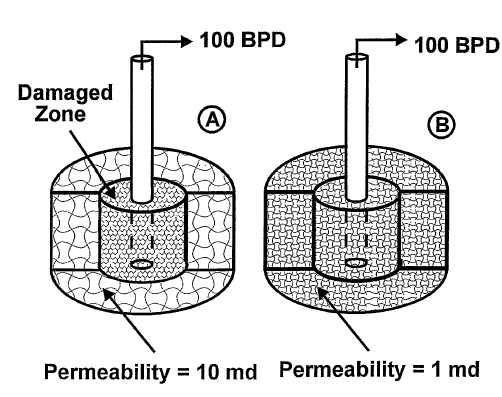 100 BPD
100 BPD
Damaged
Zone
A
B
Permeability = 10 md
Permeability = 1 md